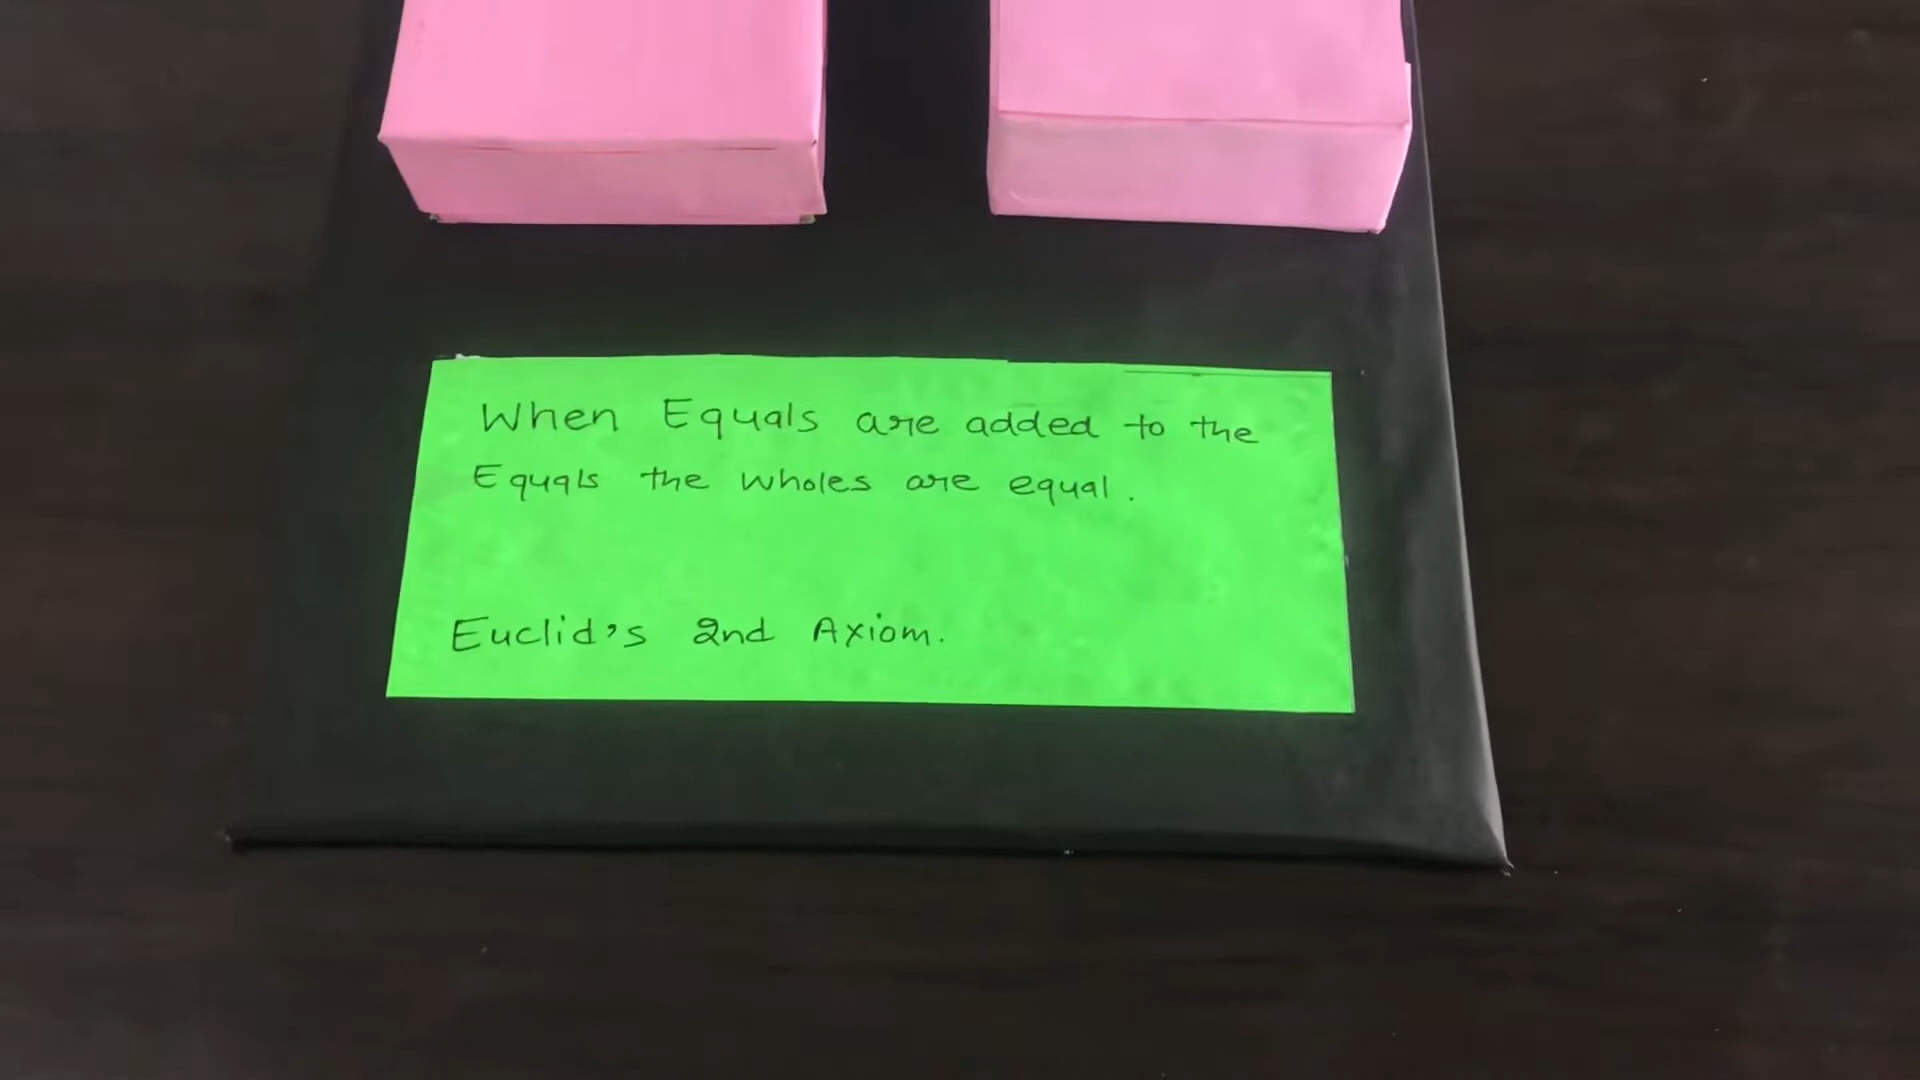 When Equals are added to the
Equals the wholes are equal.
Euclid's 2nd Axiom.